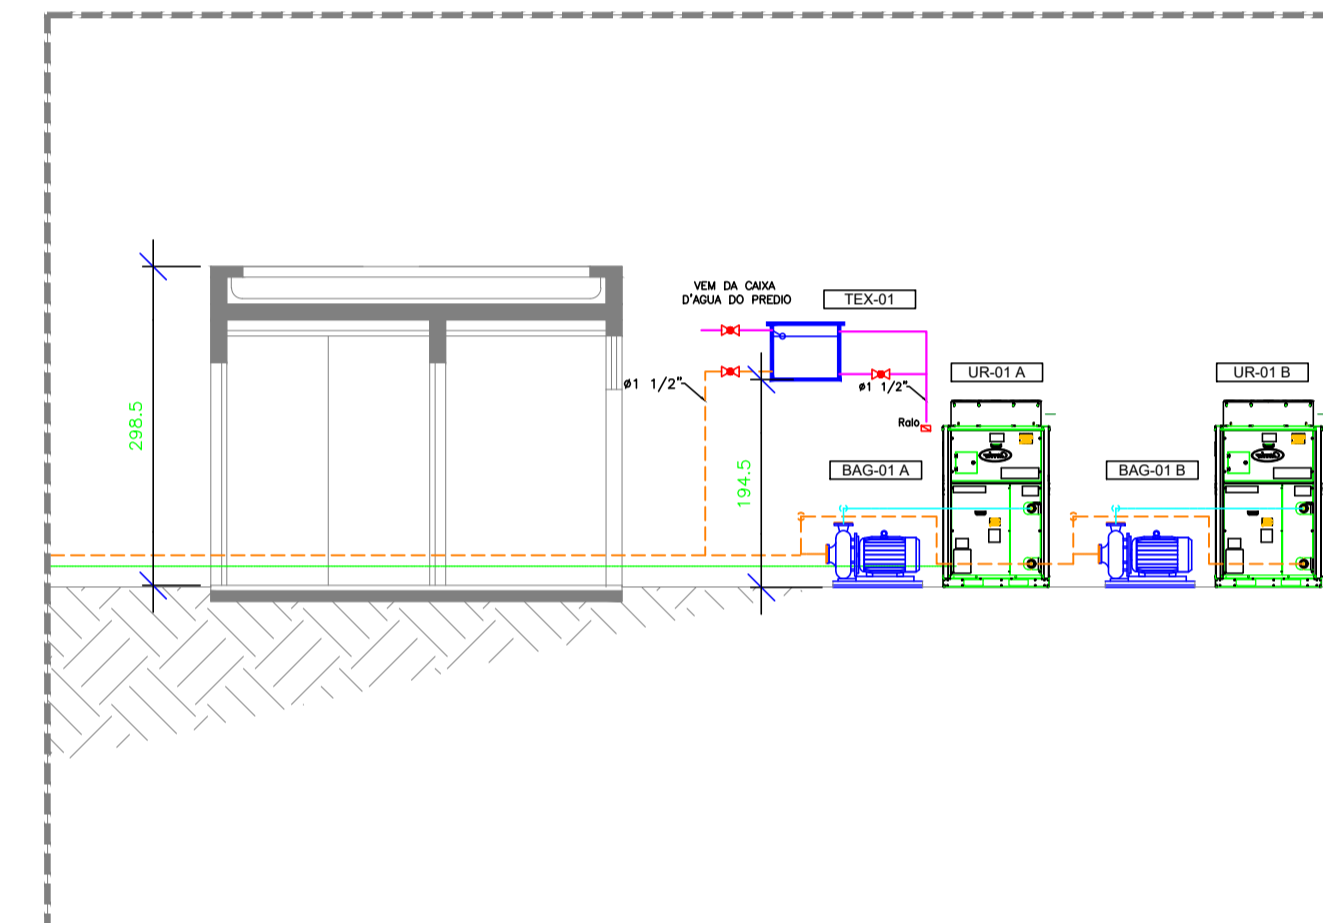 VEM DA CAIXA
D'AGUA DO PREDIO
TEX-01
ø1 1/2"
ø1 1/2"
Ralo
UR-01 A
UR-01 B
298.5
194.5
BAG-01 A
BAG-01 B